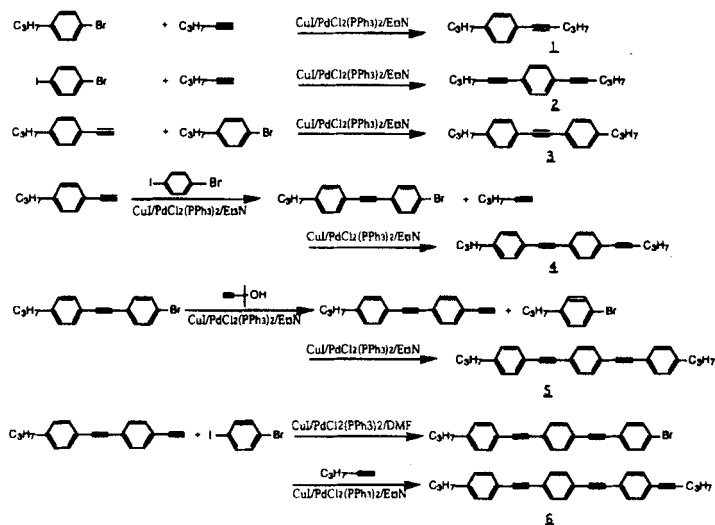 C3H7 Br + C3H7 CuI/PdCl2(PPh3)2/Et3N C3H7
1
I Br + C3H7 CuI/PdCl2(PPh3)2/Et3N C3H7 C3H7
2
C3H7 + C3H7 Br CuI/PdCl2(PPh3)2/Et3N C3H7 C3H7
3
C3H7 I Br C3H7 Br + C3H7
CuI/PdCl2(PPh3)2/Et3N
CuI/PdCl2(PPh3)2/Et3N C3H7 C3H7
4
C3H7 Br OH C3H7 + C3H7 Br
CuI/PdCl2(PPh3)2/Et3N
CuI/PdCl2(PPh3)2/Et3N C3H7 C3H7
5
C3H7 + I Br CuI/PdCl2(PPh3)2/DMF C3H7 Br
C3H7
CuI/PdCl2(PPh3)2/Et3N C3H7 C3H7
6